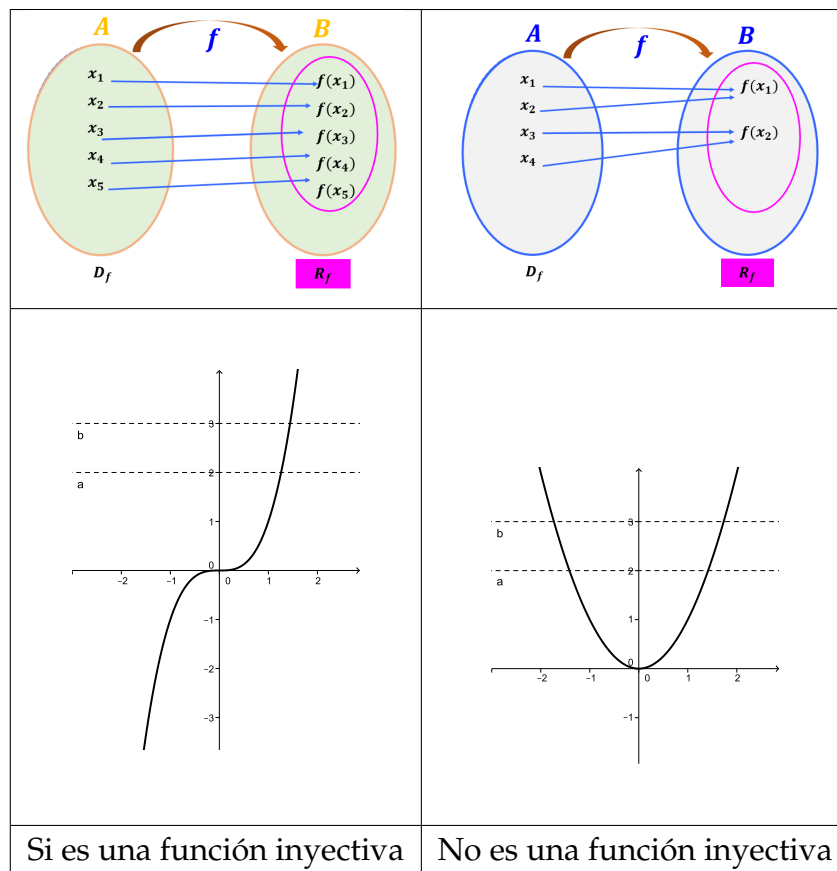 A
f
B
x₁
f(x₁)
x₂
f(x₂)
x₃
f(x₃)
x₄
f(x₄)
x₅
f(x₅)
D_f
R_f
A
f
B
x₁
f(x₁)
x₂
x₃
f(x₂)
x₄
D_f
R_f
3
b
2
a
1
0
−2
−1
0
1
2
−1
−2
−3
3
b
2
a
1
0
−2
−1
0
1
2
−1
Si es una función inyectiva
No es una función inyectiva